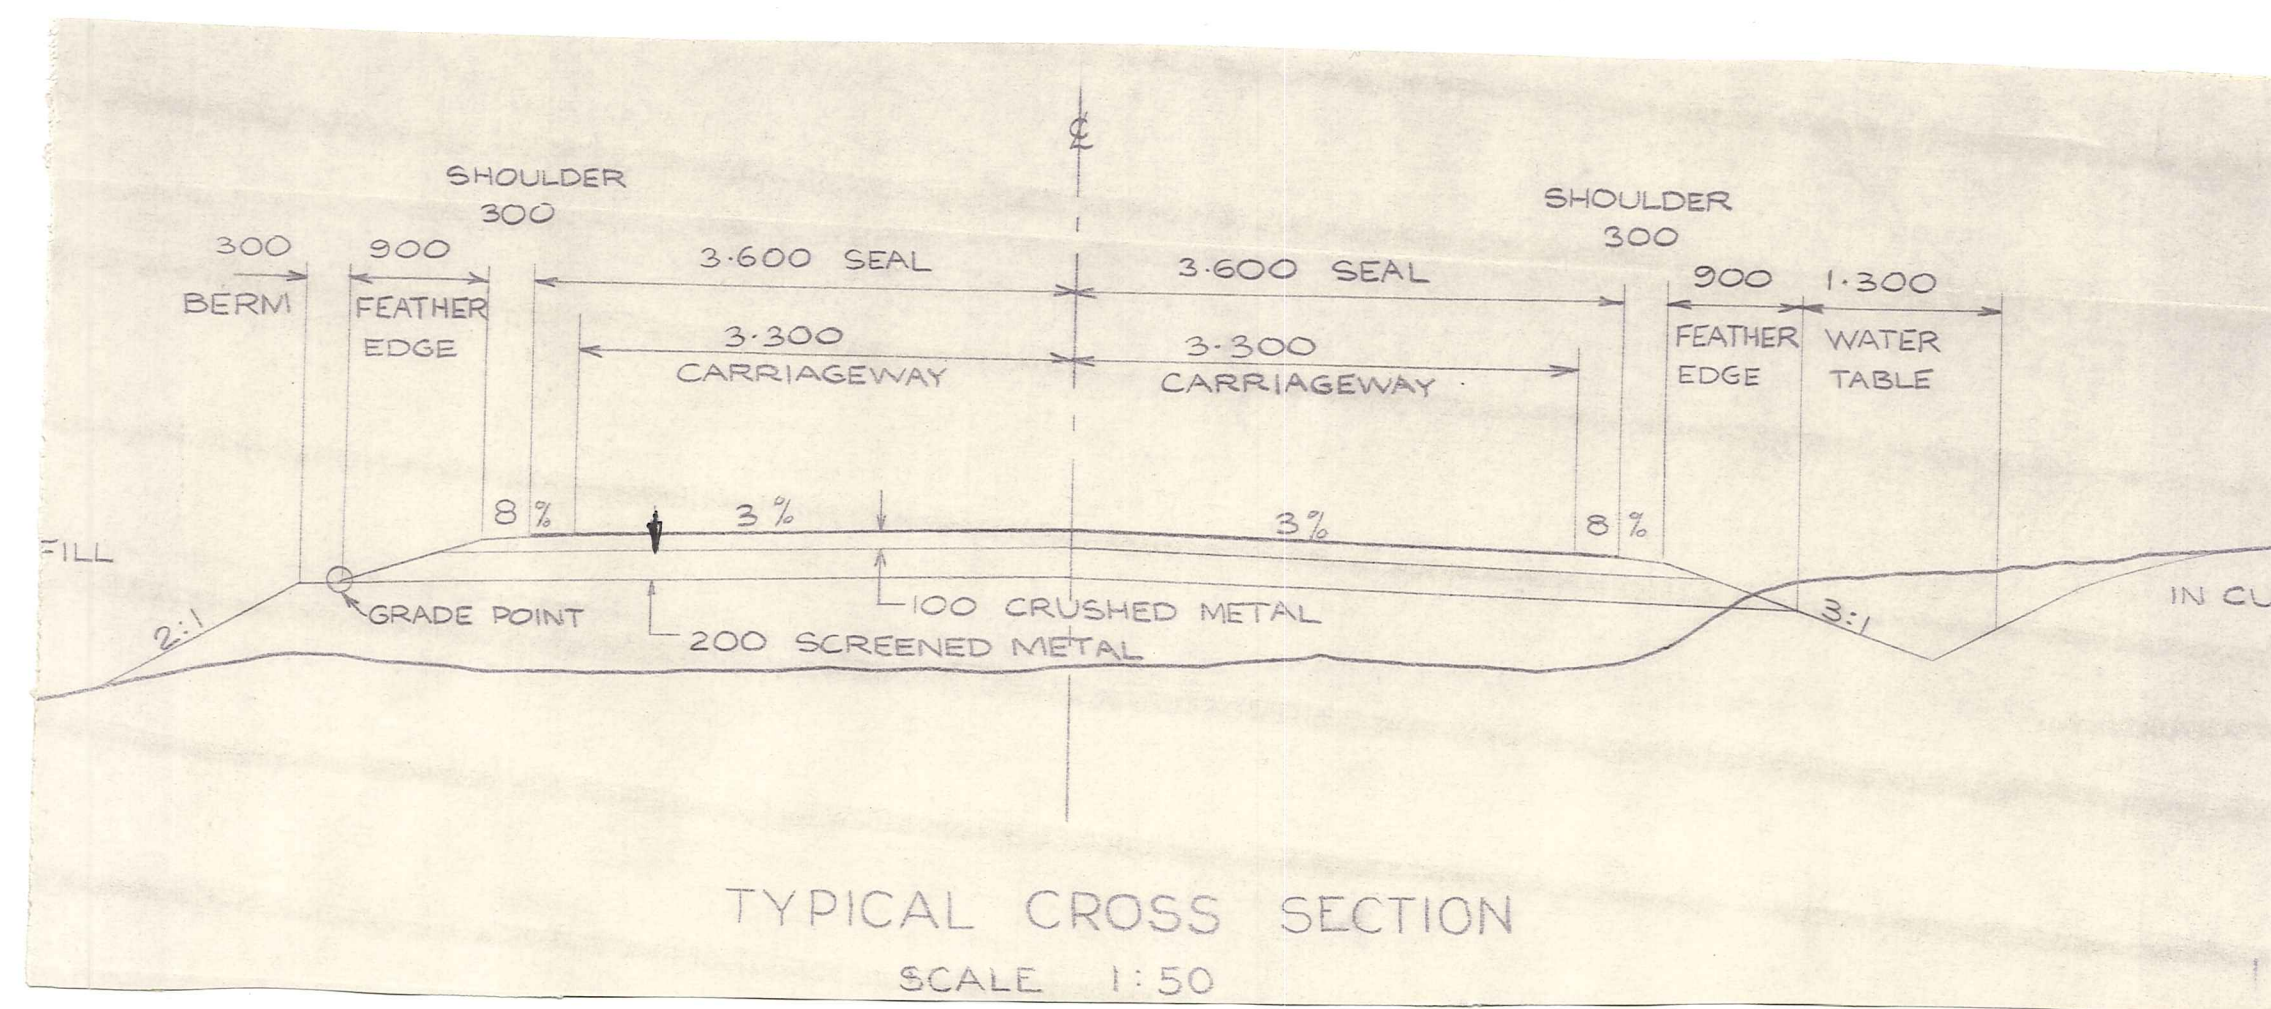 ℄
SHOULDER
300
SHOULDER
300
300
BERM
900
FEATHER
EDGE
3·600 SEAL
3·600 SEAL
900
FEATHER
EDGE
1·300
WATER
TABLE
3·300
CARRIAGEWAY
3·300
CARRIAGEWAY
8 %
3 %
3%
8 %
FILL
2:1
GRADE POINT
100 CRUSHED METAL
200 SCREENED METAL
3:1
IN CU
TYPICAL CROSS SECTION
SCALE 1:50